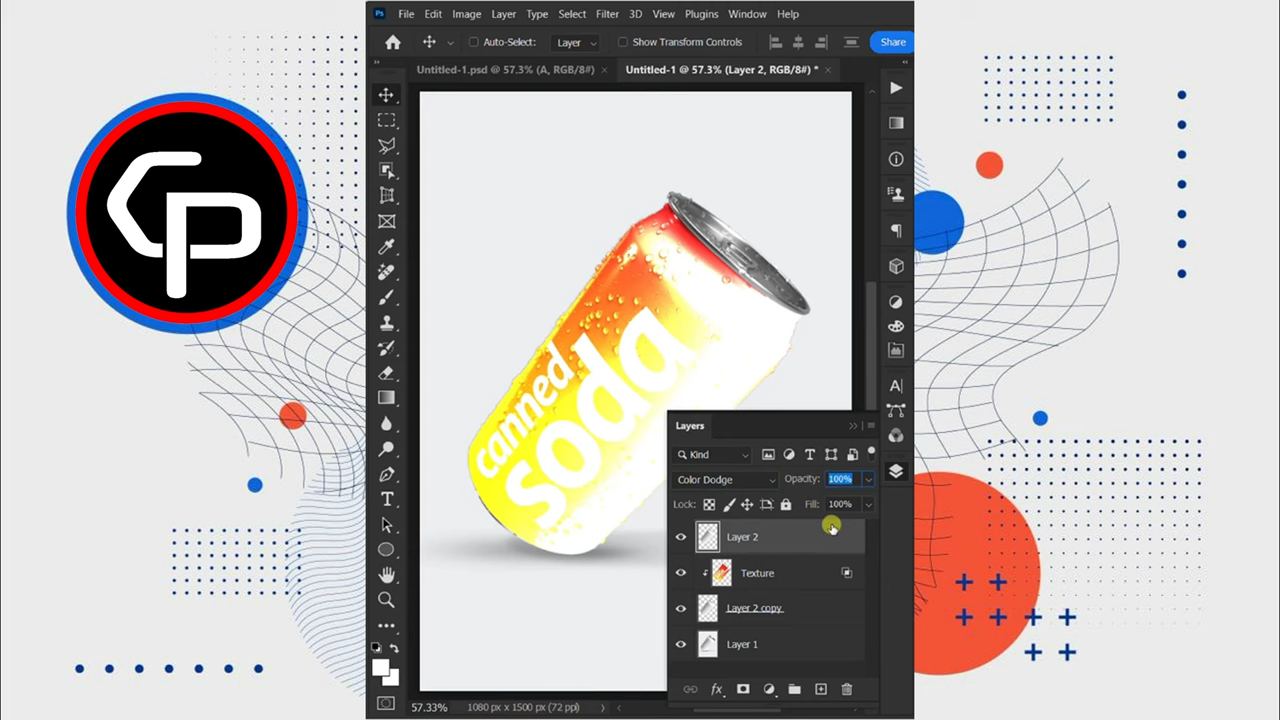 CP
Ps File Edit Image Layer Type Select Filter 3D View Plugins Window Help
Auto-Select: Layer Show Transform Controls Share
Untitled-1.psd @ 57.3% (A, RGB/8#) × Untitled-1 @ 57.3% (Layer 2, RGB/8#) * ×
canned
soda
Layers
Kind
Color Dodge Opacity: 100%
Lock: Fill: 100%
Layer 2
Texture
Layer 2 copy
Layer 1
fx
57.33% 1080 px x 1500 px (72 ppi)